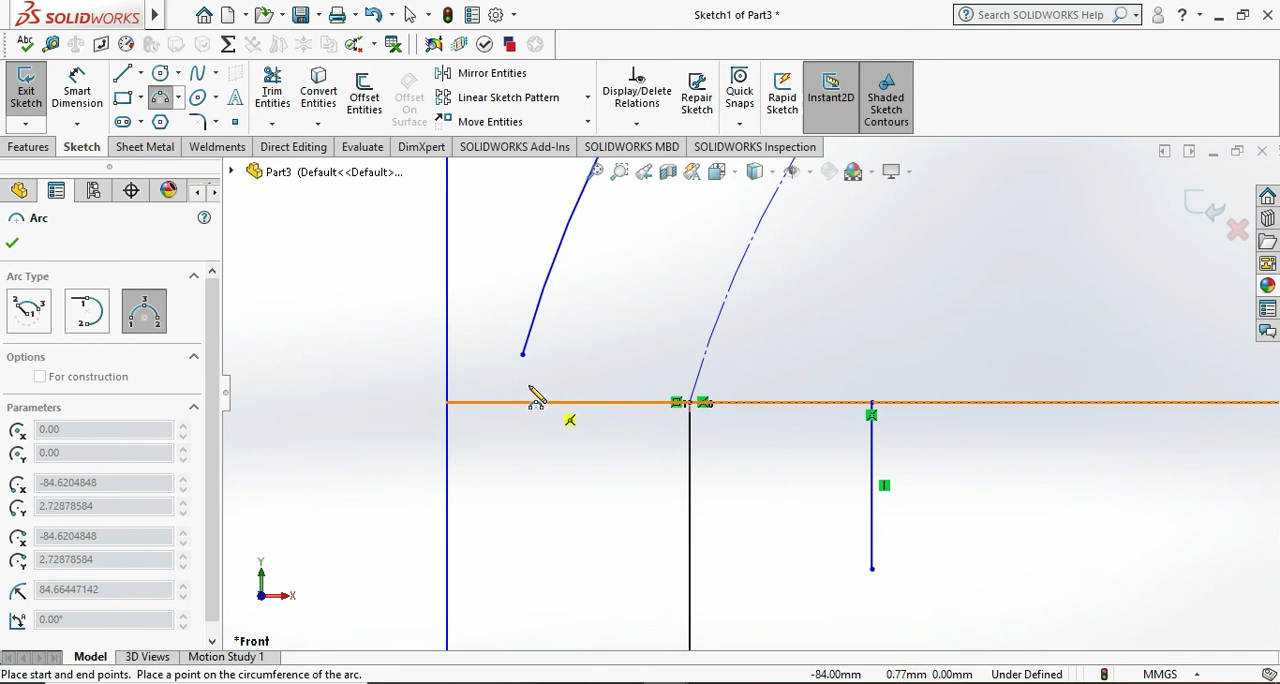 SOLIDWORKS
Sketch1 of Part3 *
Search SOLIDWORKS Help
Exit Sketch
Smart Dimension
Trim Entities
Convert Entities
Offset Entities
Offset On Surface
Mirror Entities
Linear Sketch Pattern
Move Entities
Display/Delete Relations
Repair Sketch
Quick Snaps
Rapid Sketch
Instant2D
Shaded Sketch Contours
Features
Sketch
Sheet Metal
Weldments
Direct Editing
Evaluate
DimXpert
SOLIDWORKS Add-Ins
SOLIDWORKS MBD
SOLIDWORKS Inspection
Part3 (Default<<Default>...
Arc
Arc Type
Options
For construction
Parameters
0.00
0.00
-84.6204848
2.72878584
-84.6204848
2.72878584
84.66447142
0.00°
Y
X
*Front
Model
3D Views
Motion Study 1
Place start and end points. Place a point on the circumference of the arc.
-84.00mm
0.77mm 0.00mm
Under Defined
MMGS